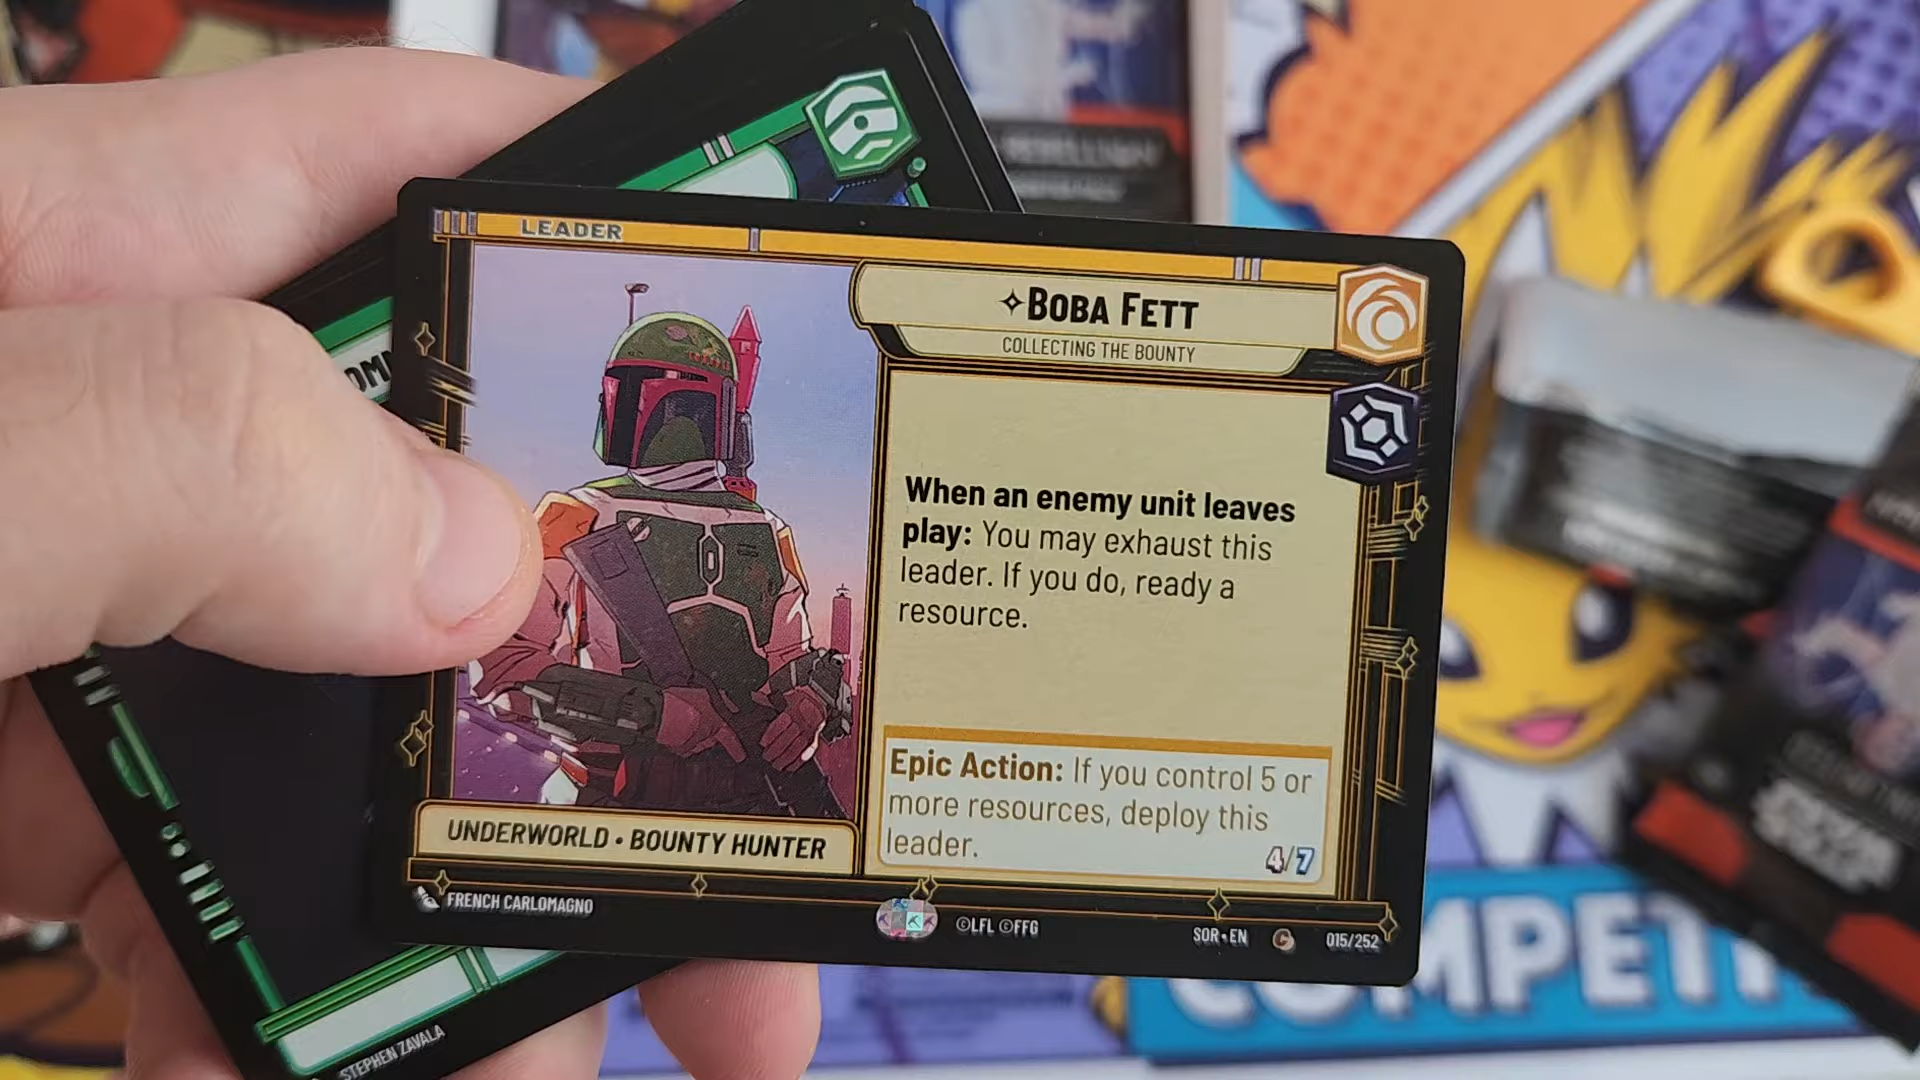 LEADER
BOBA FETT
COLLECTING THE BOUNTY
When an enemy unit leaves
play: You may exhaust this
leader. If you do, ready a
resource.
Epic Action: If you control 5 or
more resources, deploy this
leader.
4/7
UNDERWORLD • BOUNTY HUNTER
FRENCH CARLOMAGNO
©LFL ©FFG
SOR•EN
C
015/252
STEPHEN ZAVALA